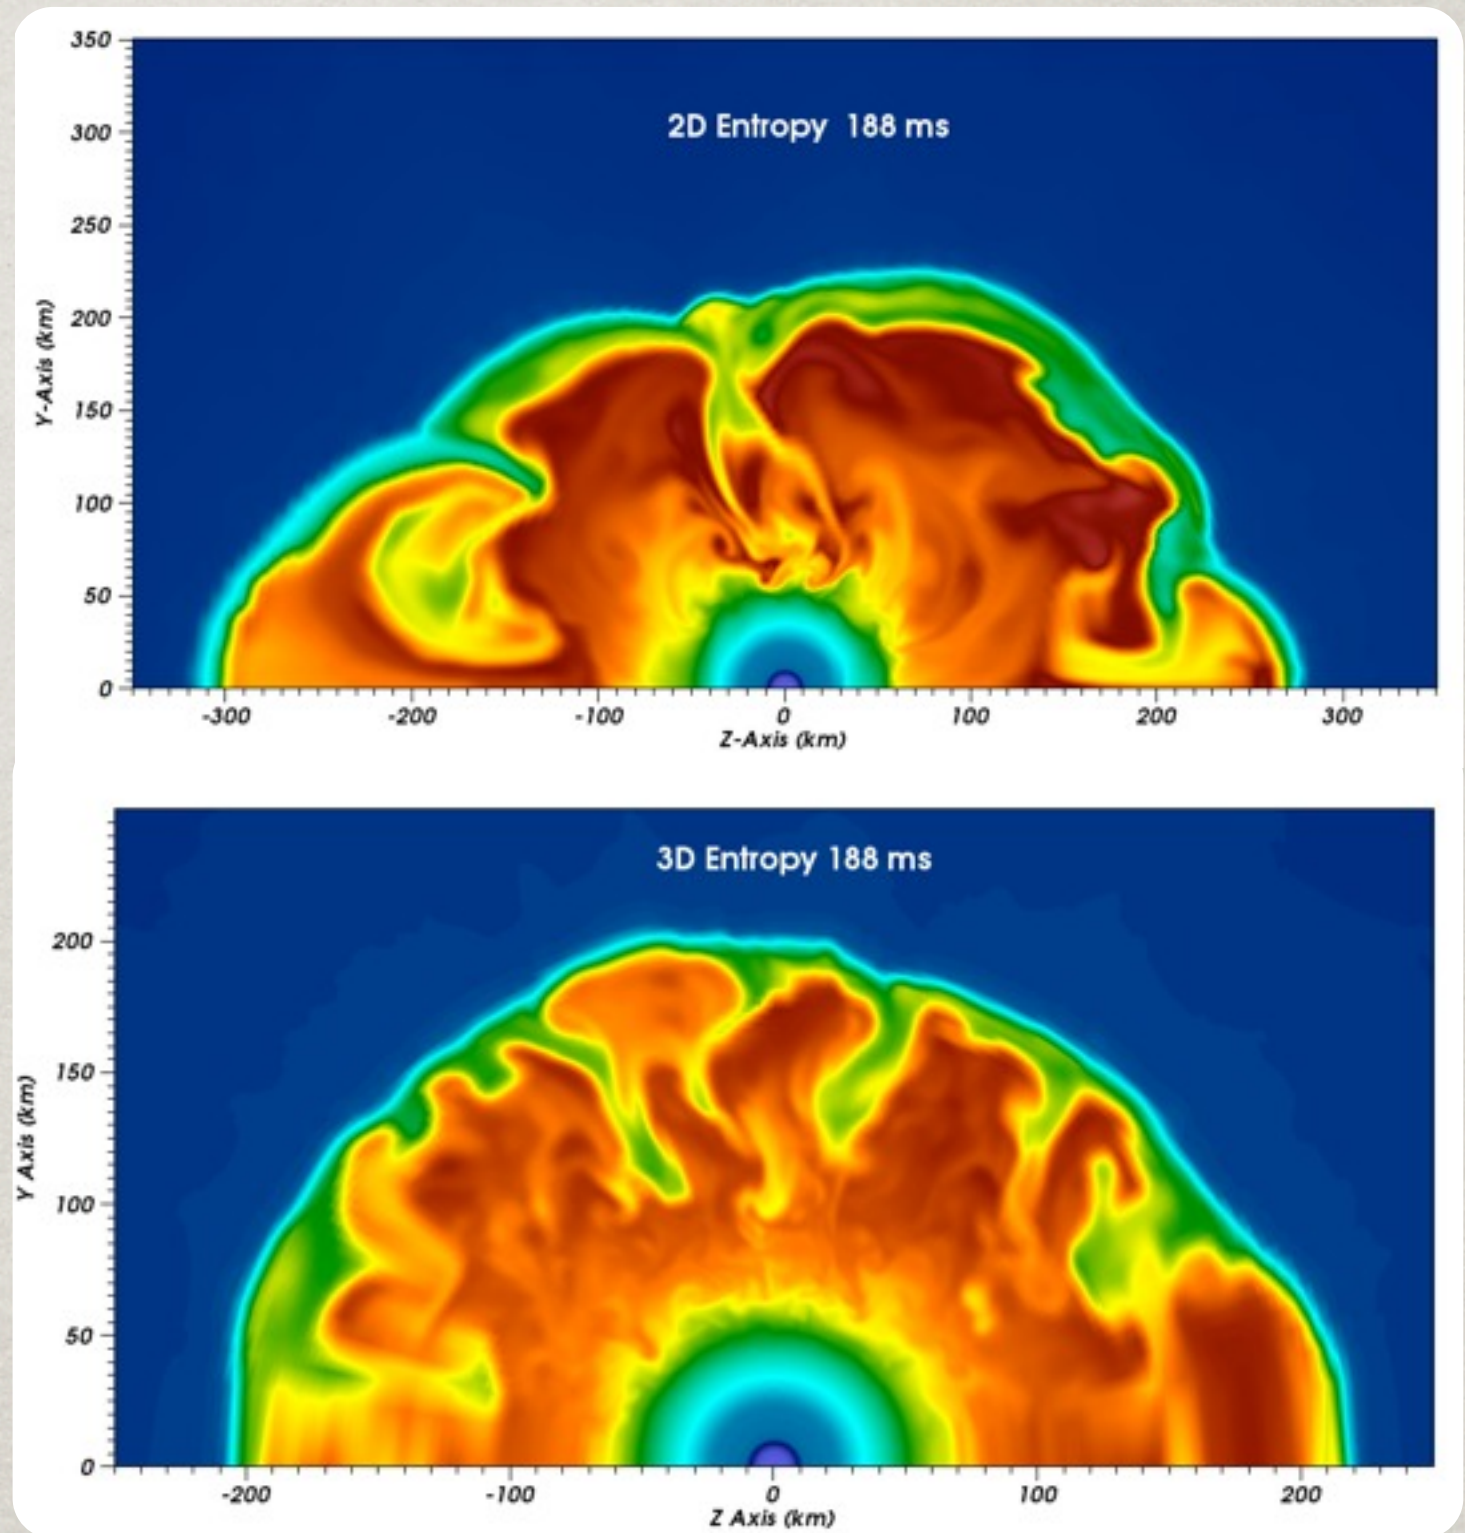 350
300
250
200
150
100
50
0
2D Entropy 188 ms
Y-Axis (km)
-300 -200 -100 0 100 200 300
Z-Axis (km)
3D Entropy 188 ms
200
150
100
50
0
Y Axis (km)
-200 -100 0 100 200
Z Axis (km)